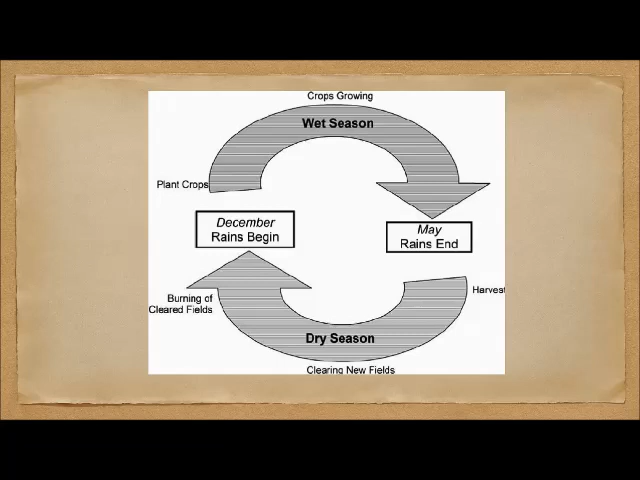 Crops Growing
Wet Season
Plant Crops
December
Rains Begin
May
Rains End
Burning of
Cleared Fields
Harvest
Dry Season
Clearing New Fields